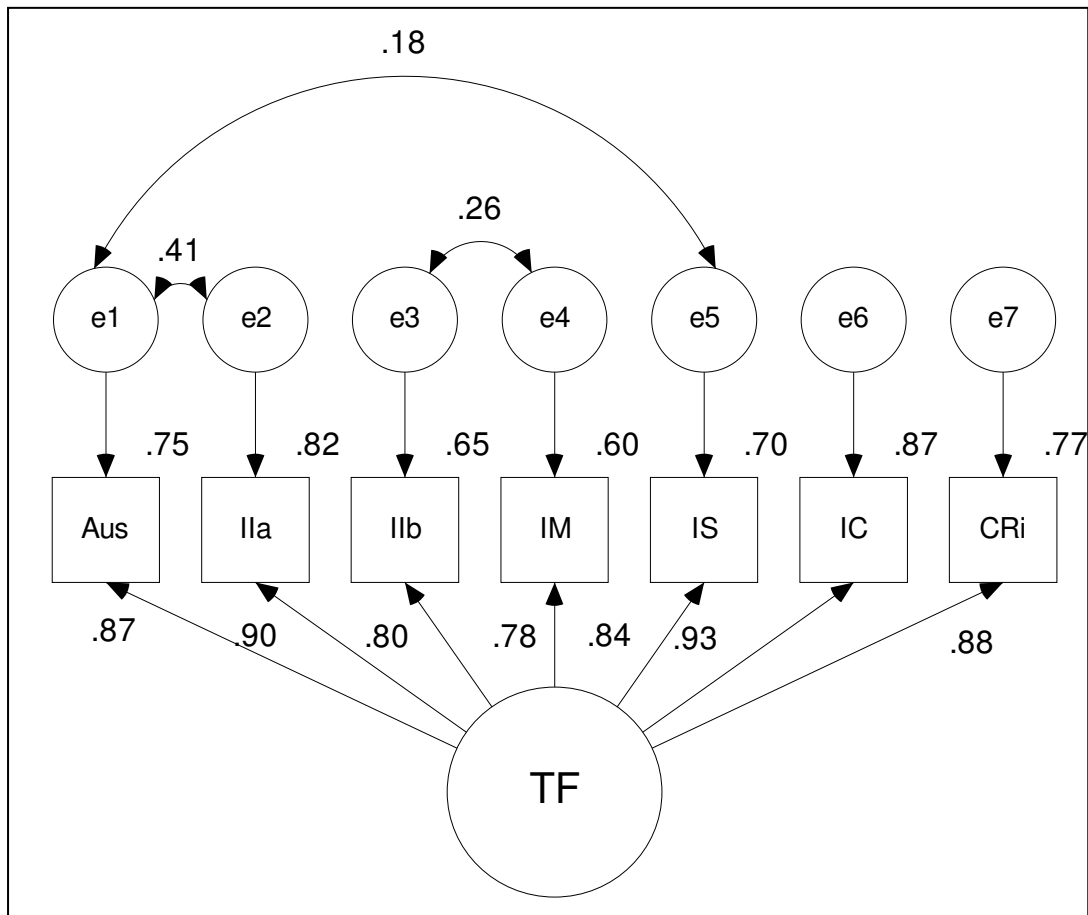 .18
.26
.41
e1 e2 e3 e4 e5 e6 e7
.75 .82 .65 .60 .70 .87 .77
Aus IIa IIb IM IS IC CRi
.87 .90 .80 .78 .84 .93 .88
TF